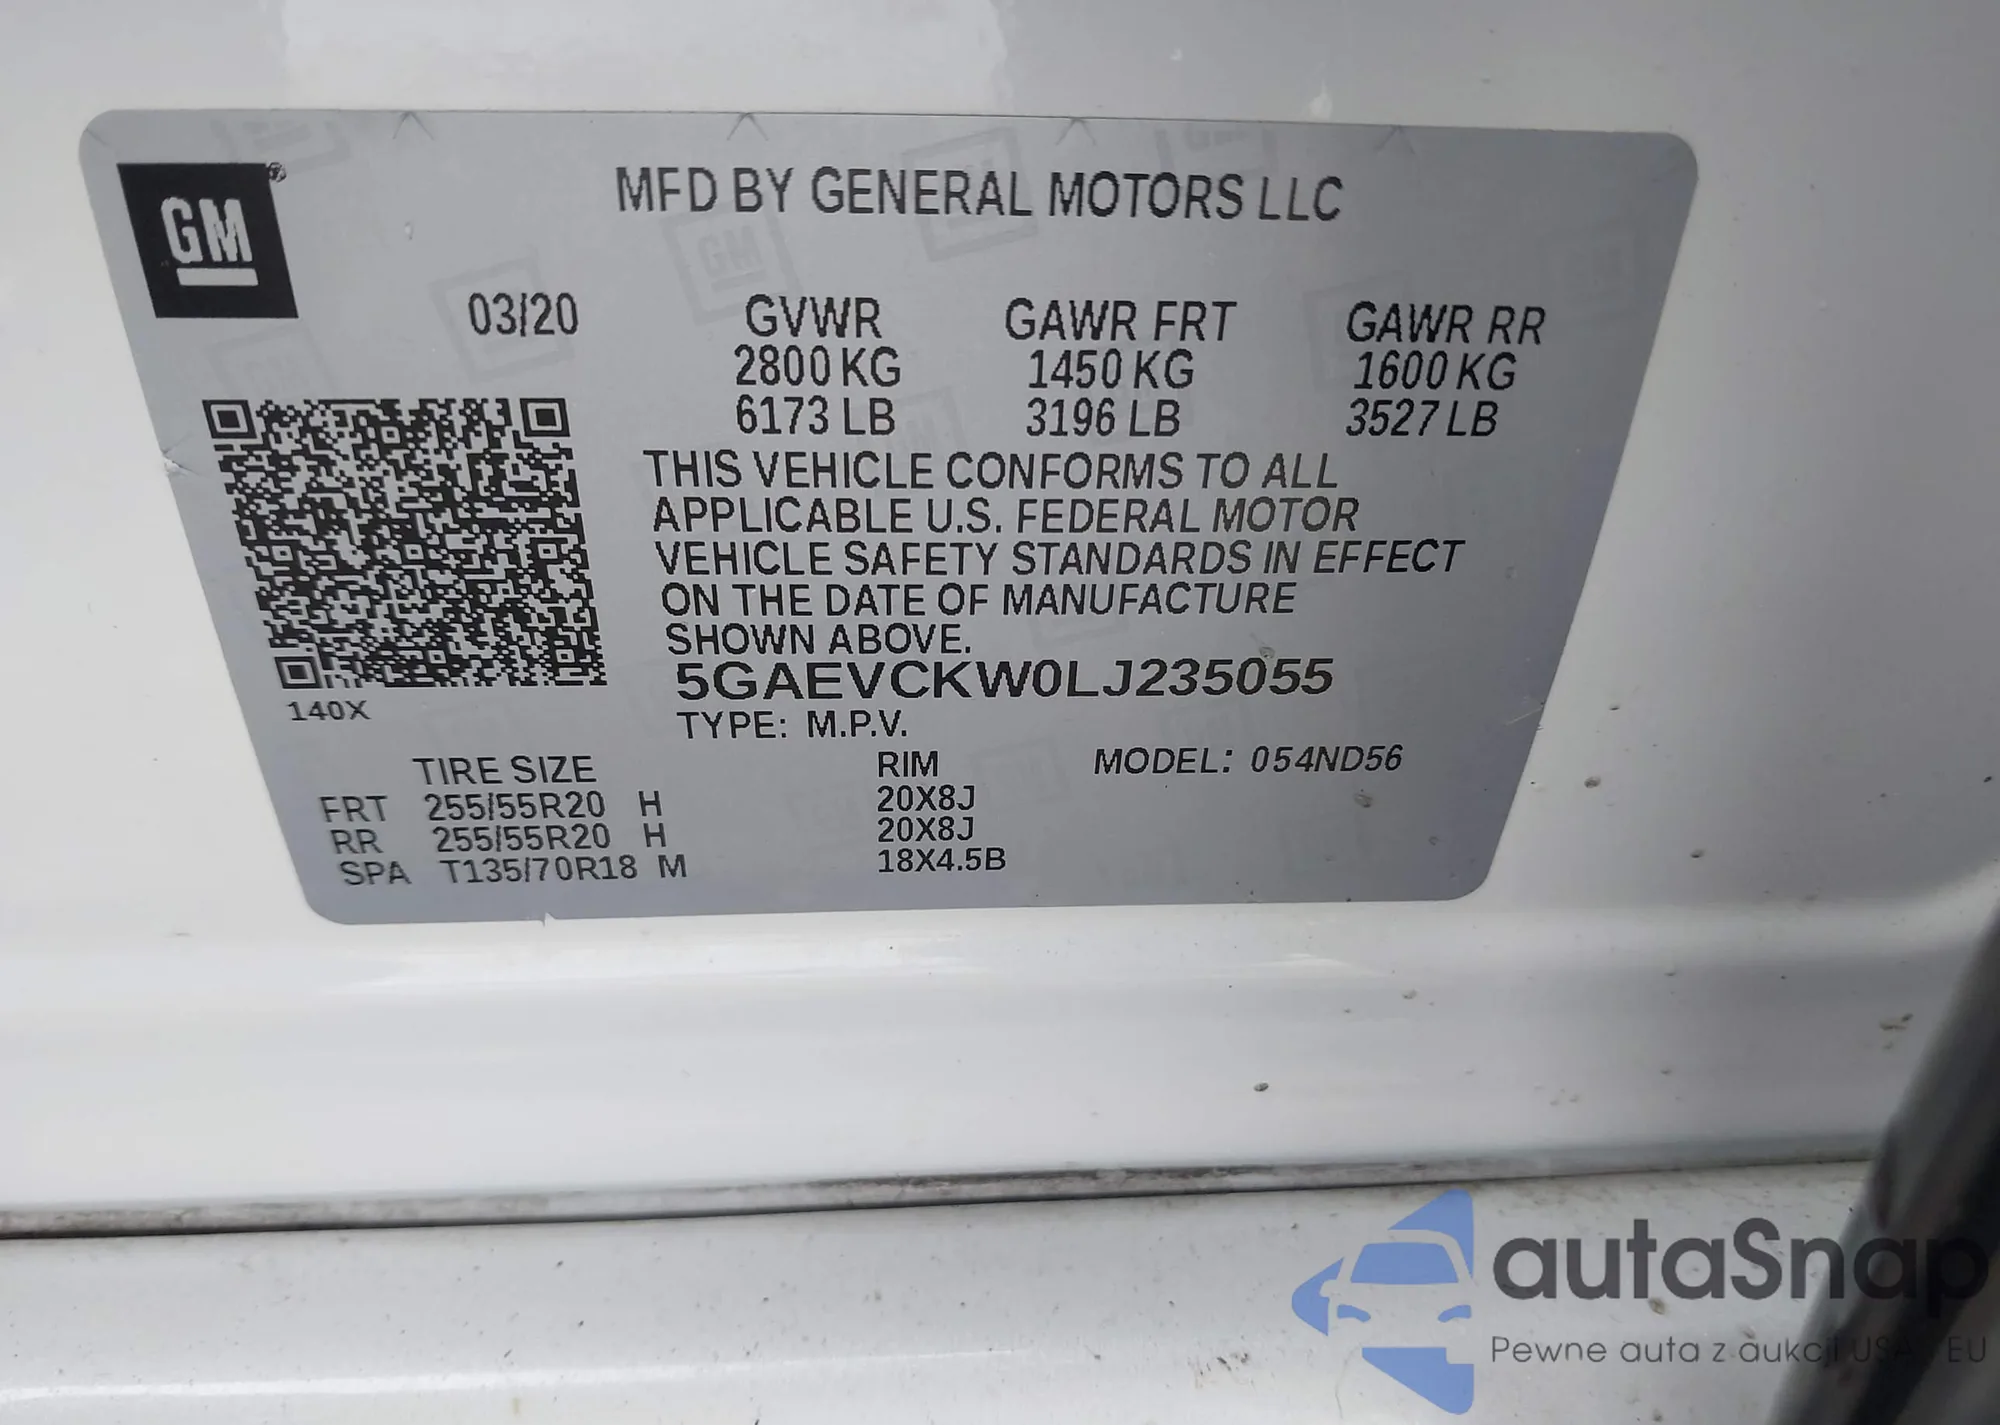 GM
MFD BY GENERAL MOTORS LLC
03/20 GVWR GAWR FRT GAWR RR
2800 KG 1450 KG 1600 KG
6173 LB 3196 LB 3527 LB
THIS VEHICLE CONFORMS TO ALL
APPLICABLE U.S. FEDERAL MOTOR
VEHICLE SAFETY STANDARDS IN EFFECT
ON THE DATE OF MANUFACTURE
SHOWN ABOVE.
5GAEVCKW0LJ235055
140X
TYPE: M.P.V.
TIRE SIZE RIM MODEL: 054ND56
FRT 255/55R20 H 20X8J
RR 255/55R20 H 20X8J
SPA T135/70R18 M 18X4.5B
autaSnap
Pewne auta z aukcji USA EU